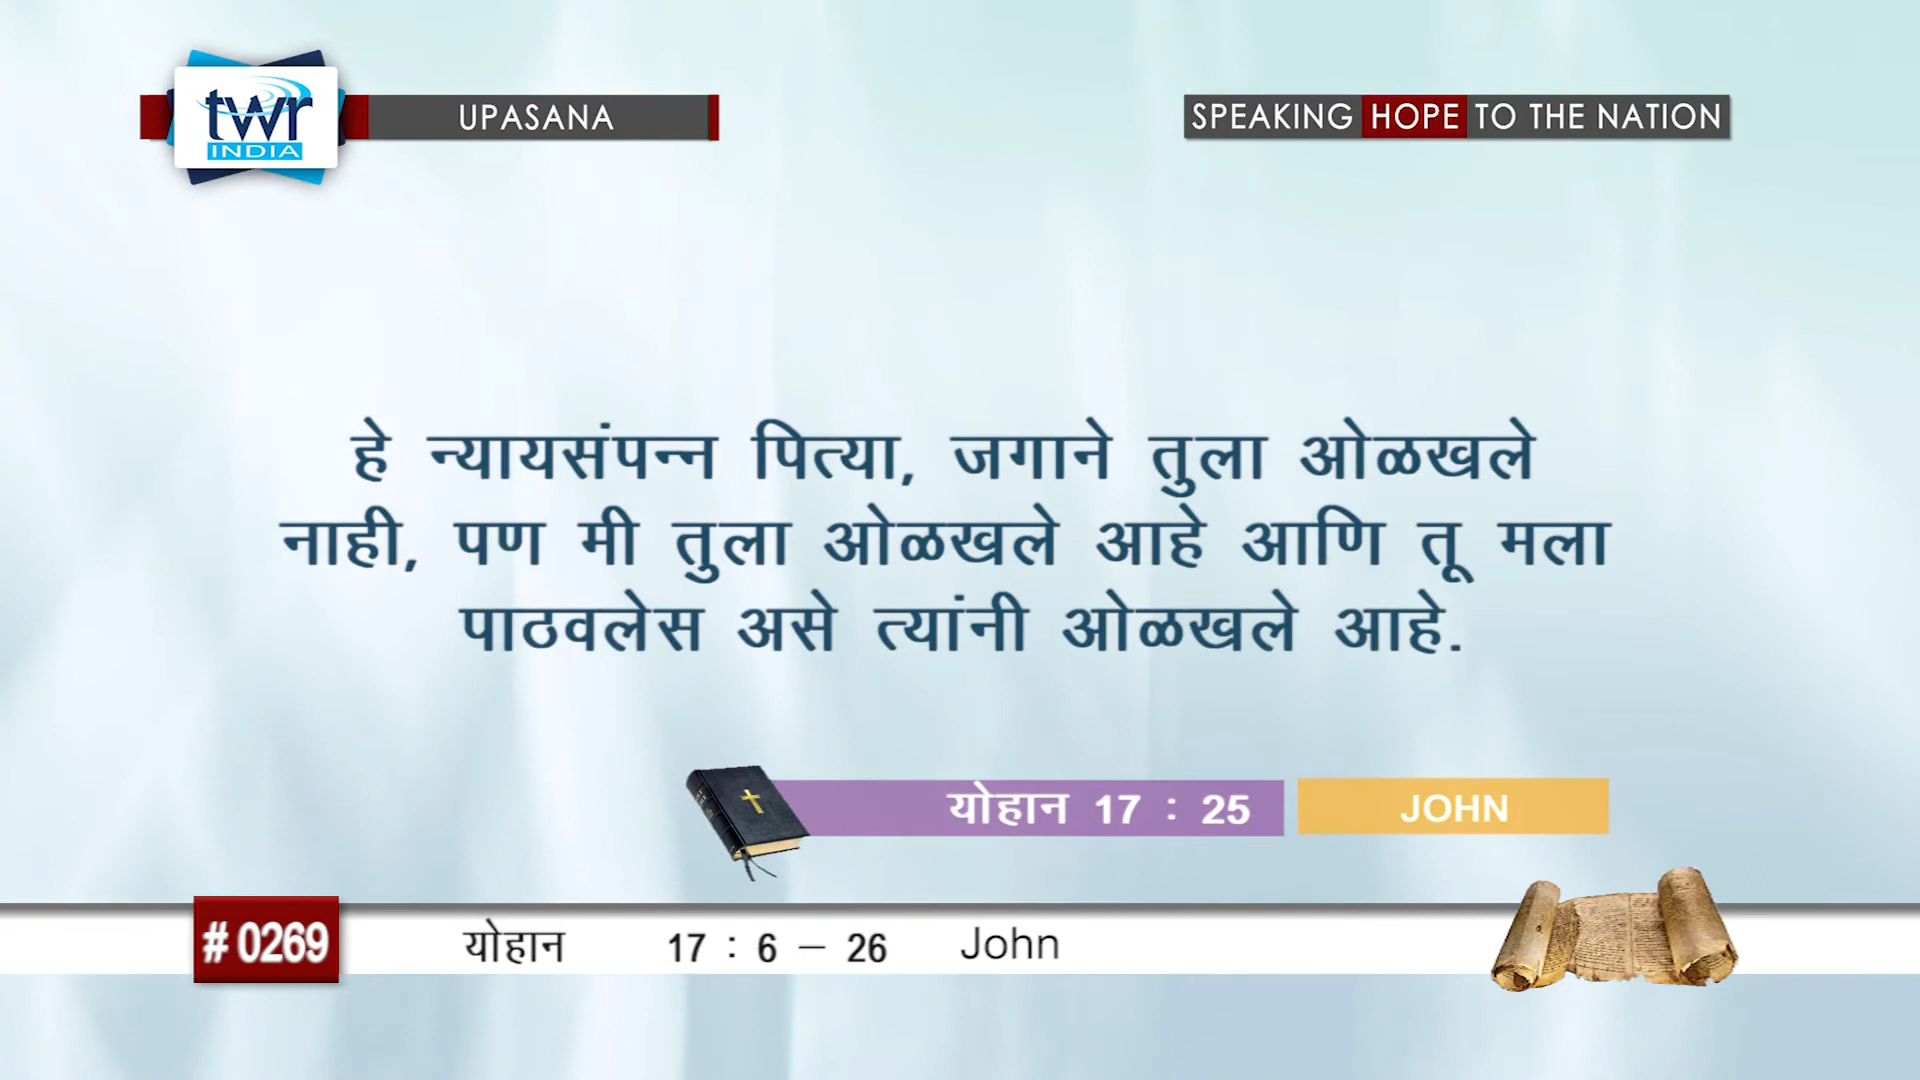 twr
INDIA
UPASANA
SPEAKING HOPE TO THE NATION
हे न्यायसंपन्न पित्या, जगाने तुला ओळखले
नाही, पण मी तुला ओळखले आहे आणि तू मला
पाठवलेस असे त्यांनी ओळखले आहे.
योहान 17 : 25
JOHN
# 0269
योहान 17 : 6 – 26 John